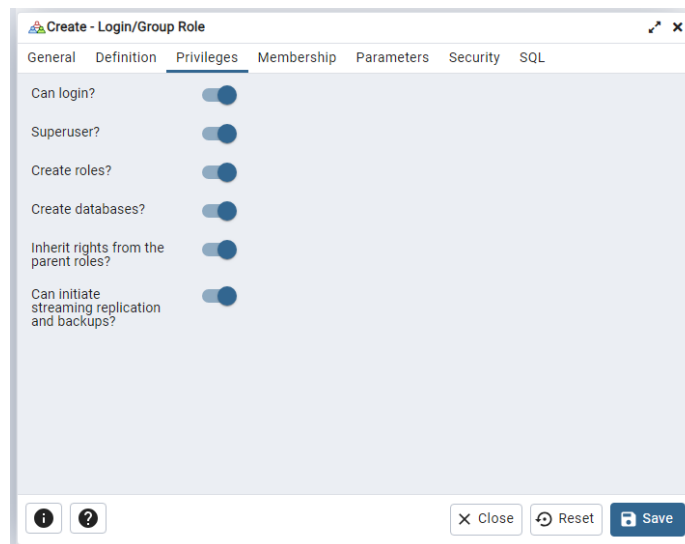 Create - Login/Group Role
General Definition Privileges Membership Parameters Security SQL
Can login?
Superuser?
Create roles?
Create databases?
Inherit rights from the
parent roles?
Can initiate
streaming replication
and backups?
Close Reset Save